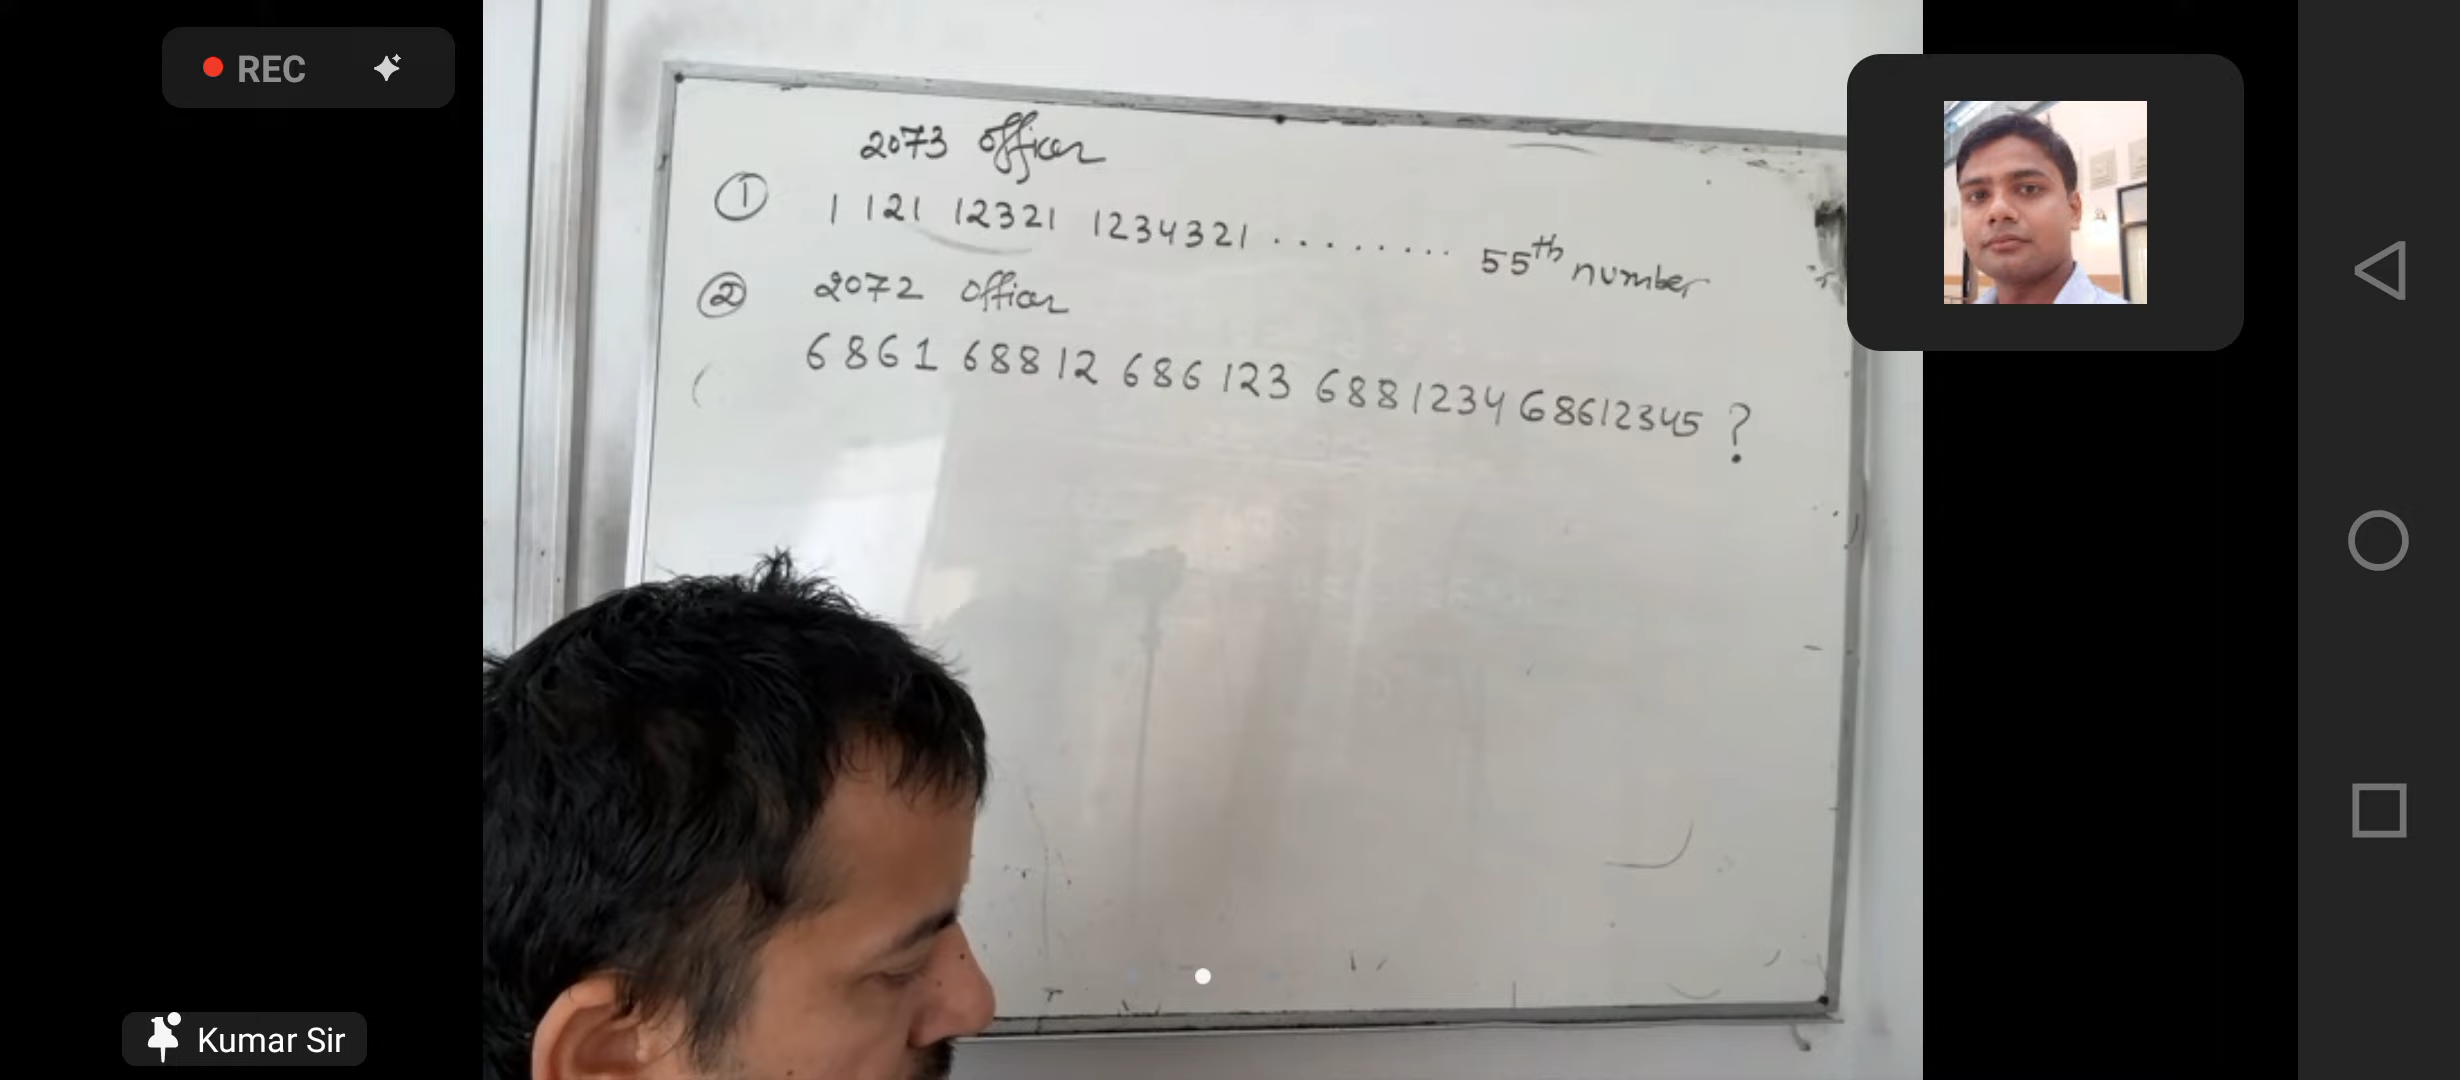 REC
2073 officer
① 1 121 12321 1234321 ......... 55th number
② 2072 officer
6861 68812 686123 6881234 68612345 ?
Kumar Sir